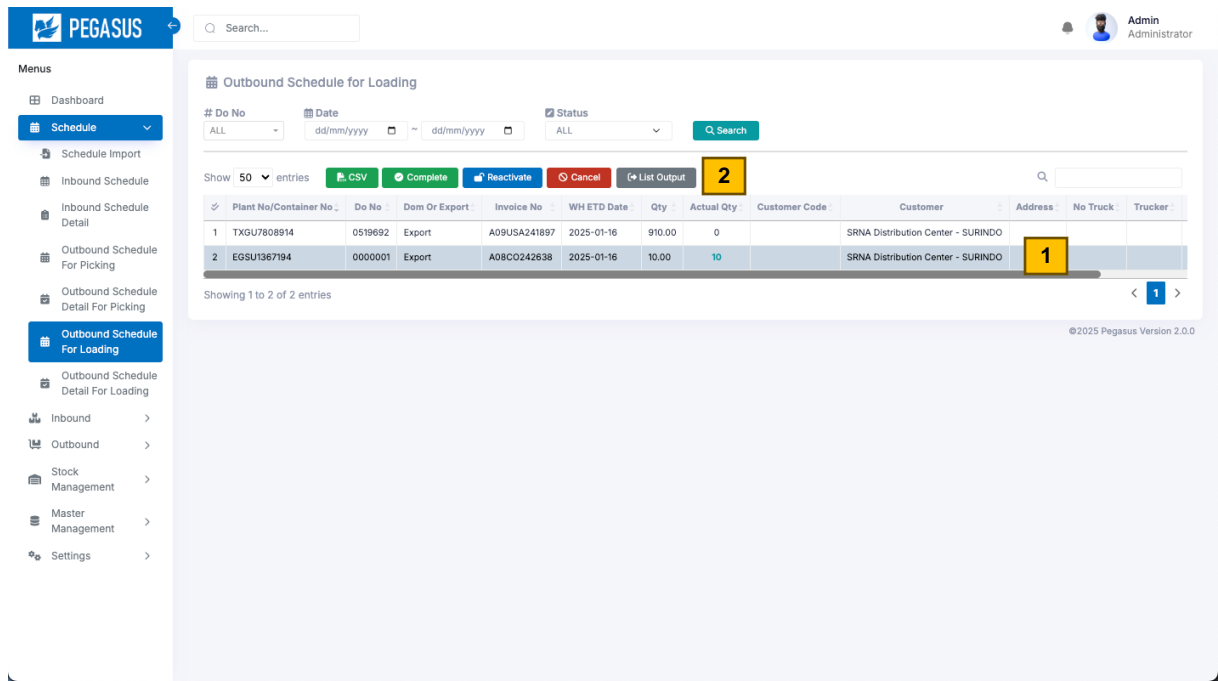 PEGASUS
Search...
Admin
Administrator
Menus
Dashboard
Schedule
Schedule Import
Inbound Schedule
Inbound Schedule
Detail
Outbound Schedule
For Picking
Outbound Schedule
Detail For Picking
Outbound Schedule
For Loading
Outbound Schedule
Detail For Loading
Inbound
Outbound
Stock
Management
Master
Management
Settings
Outbound Schedule for Loading
# Do No Date Status
ALL dd/mm/yyyy ~ dd/mm/yyyy ALL Search
Show 50 entries CSV Complete Reactivate Cancel List Output 2
Plant No/Container No Do No Dom Or Export Invoice No WH ETD Date Qty Actual Qty Customer Code Customer Address No Truck Trucker
1 TXGU7808914 0519692 Export A09USA241897 2025-01-16 910.00 0 SRNA Distribution Center - SURINDO
2 EGSU1367194 0000001 Export A08CO242638 2025-01-16 10.00 10 SRNA Distribution Center - SURINDO 1
Showing 1 to 2 of 2 entries < 1 >
©2025 Pegasus Version 2.0.0